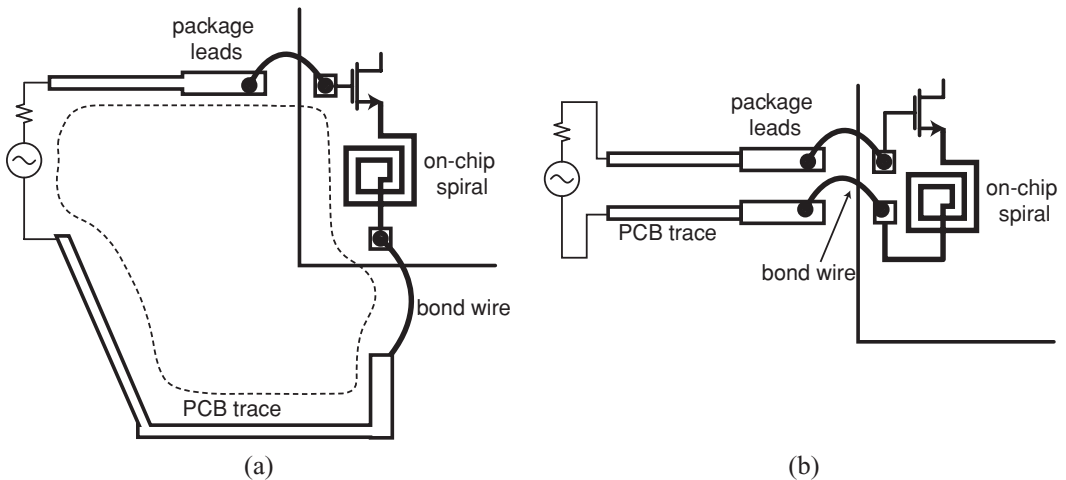 package
leads
on-chip
spiral
bond wire
PCB trace
(a)
package
leads
on-chip
spiral
PCB trace
bond wire
(b)